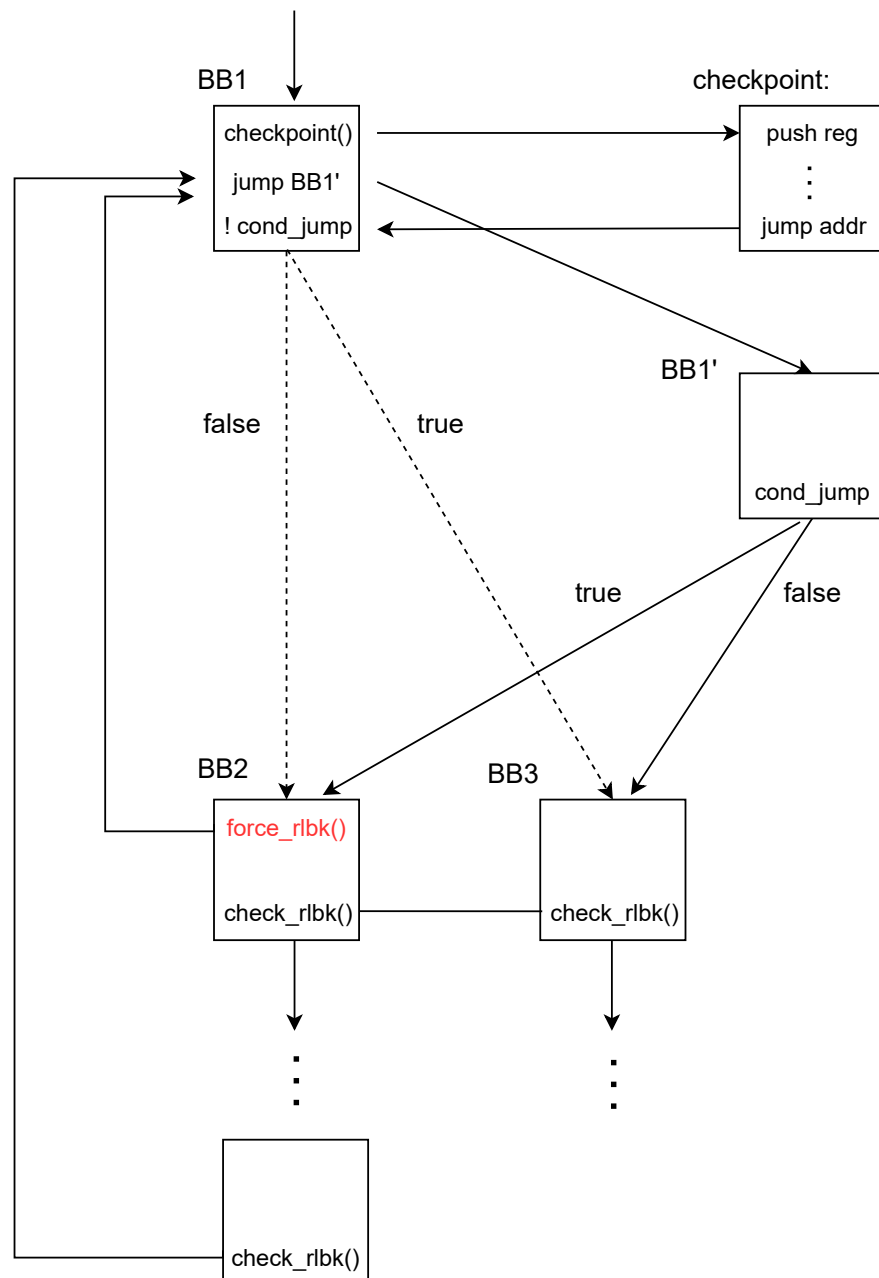 BB1
checkpoint:
checkpoint()
push reg
jump BB1'
! cond_jump
jump addr
BB1'
false
true
cond_jump
true
false
BB2
BB3
force_rlbk()
check_rlbk()
check_rlbk()
check_rlbk()